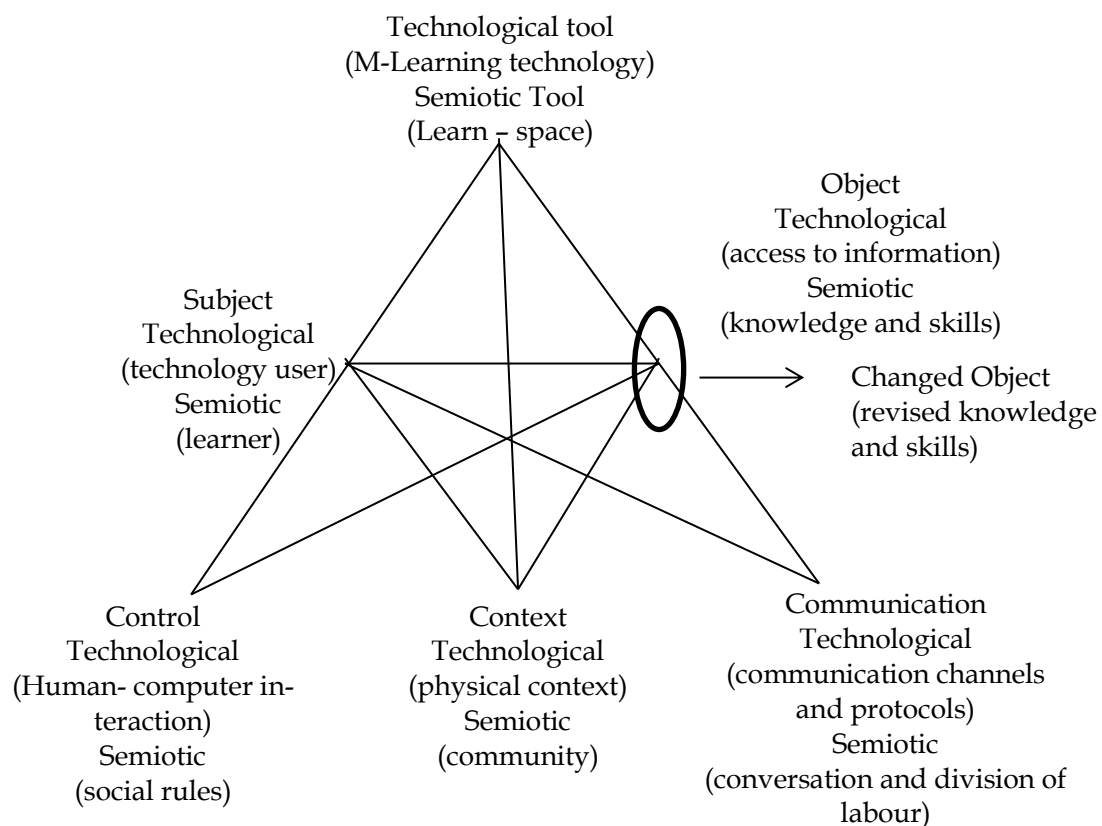 Technological tool
(M-Learning technology)
Semiotic Tool
(Learn – space)
Object
Technological
(access to information)
Semiotic
(knowledge and skills)
Subject
Technological
(technology user)
Semiotic
(learner)
Changed Object
(revised knowledge
and skills)
Control
Technological
(Human- computer in-
teraction)
Semiotic
(social rules)
Context
Technological
(physical context)
Semiotic
(community)
Communication
Technological
(communication channels
and protocols)
Semiotic
(conversation and division of
labour)